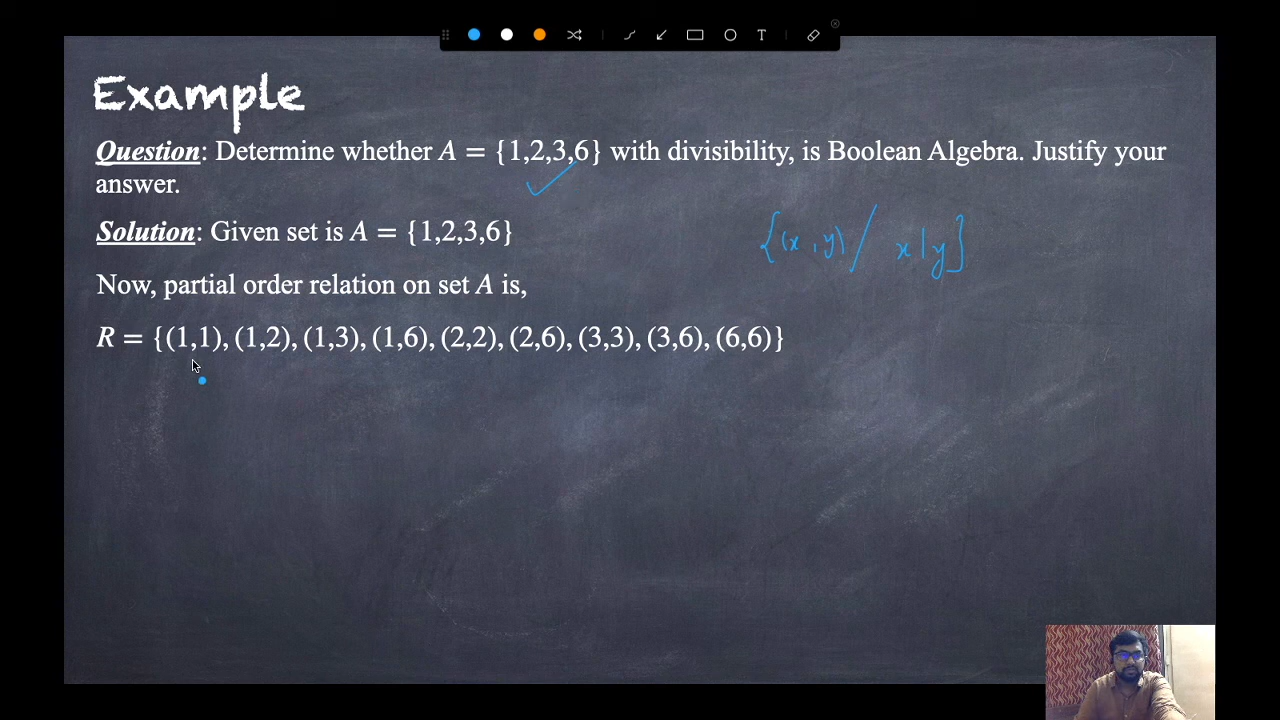 T
Example
Question: Determine whether A = {1,2,3,6} with divisibility, is Boolean Algebra. Justify your
answer.
Solution: Given set is A = {1,2,3,6}
{(x , y) / x | y}
Now, partial order relation on set A is,
R = {(1,1), (1,2), (1,3), (1,6), (2,2), (2,6), (3,3), (3,6), (6,6)}